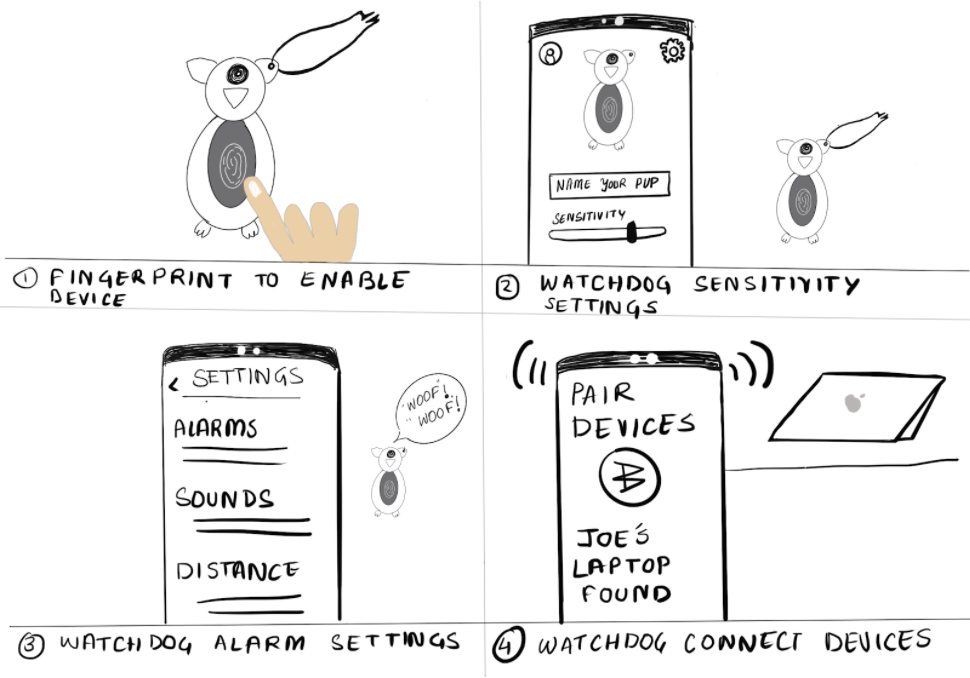 ① FINGERPRINT TO ENABLE
DEVICE
NAME YOUR PUP
SENSITIVITY
② WATCHDOG SENSITIVITY
SETTINGS
< SETTINGS
ALARMS
SOUNDS
DISTANCE
"WOOF"!
"WOOF"!
③ WATCHDOG ALARM SETTINGS
PAIR
DEVICES
JOE'S
LAPTOP
FOUND
④ WATCHDOG CONNECT DEVICES